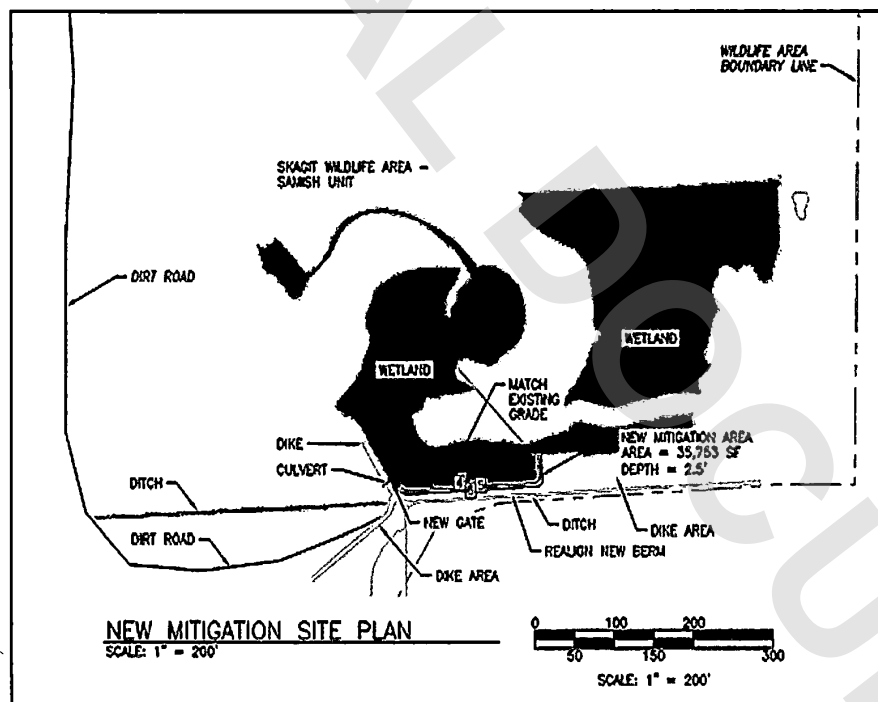 WILDLIFE AREA
BOUNDARY LINE
SKAGIT WILDLIFE AREA –
SAMISH UNIT
DIRT ROAD
WETLAND
WETLAND
MATCH
EXISTING
GRADE
DIKE
NEW MITIGATION AREA
AREA = 35,753 SF
DEPTH = 2.5'
CULVERT
DITCH
NEW GATE
DITCH
DIKE AREA
DIRT ROAD
REALIGN NEW BERM
DIKE AREA
NEW MITIGATION SITE PLAN
SCALE: 1" = 200'
0 100 200
50 150 300
SCALE: 1" = 200'